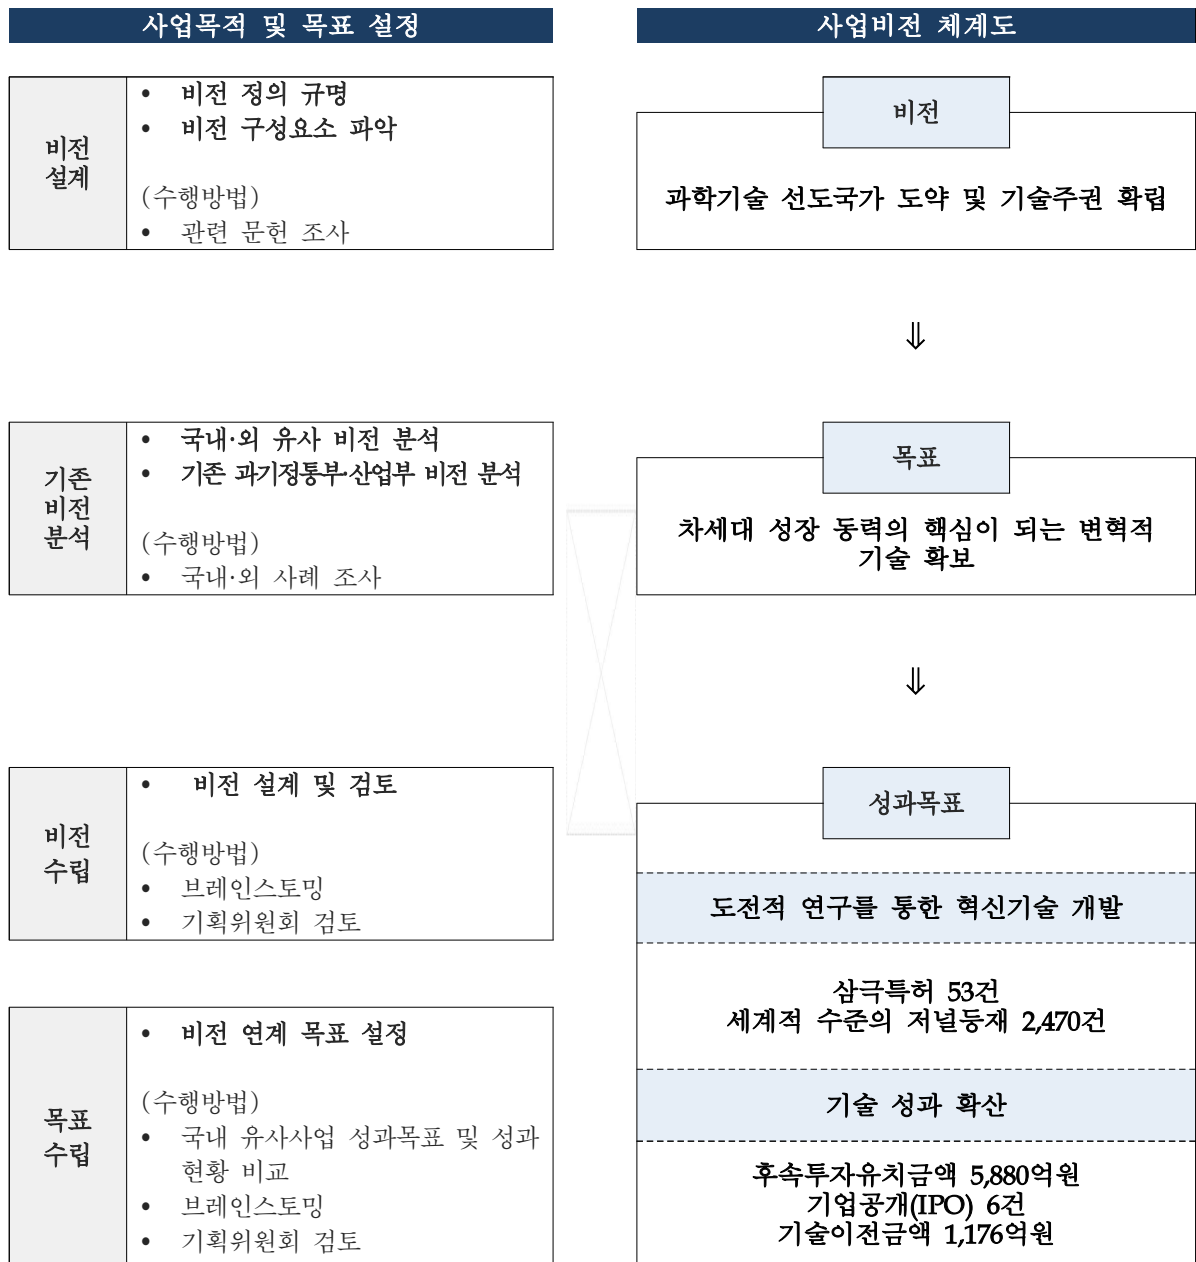 사업목적 및 목표 설정
비전
설계
• 비전 정의 규명
• 비전 구성요소 파악
(수행방법)
• 관련 문헌 조사
기존
비전
분석
• 국내·외 유사 비전 분석
• 기존 과기정통부·산업부 비전 분석
(수행방법)
• 국내·외 사례 조사
비전
수립
• 비전 설계 및 검토
(수행방법)
• 브레인스토밍
• 기획위원회 검토
목표
수립
• 비전 연계 목표 설정
(수행방법)
• 국내 유사사업 성과목표 및 성과
현황 비교
• 브레인스토밍
• 기획위원회 검토
사업비전 체계도
비전
과학기술 선도국가 도약 및 기술주권 확립
⇓
목표
차세대 성장 동력의 핵심이 되는 변혁적
기술 확보
⇓
성과목표
도전적 연구를 통한 혁신기술 개발
삼극특허 53건
세계적 수준의 저널등재 2,470건
기술 성과 확산
후속투자유치금액 5,880억원
기업공개(IPO) 6건
기술이전금액 1,176억원